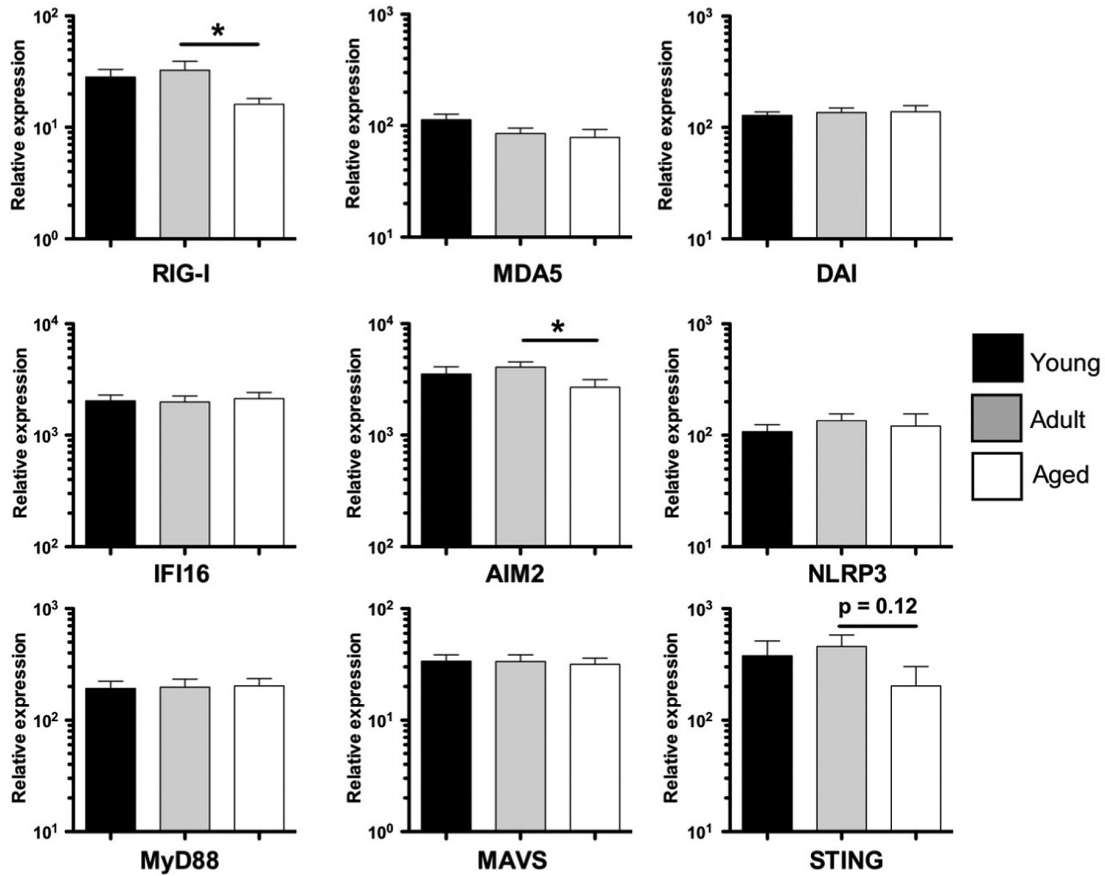 10²
10¹
10⁰
Relative expression
*
RIG-I
10³
10²
10¹
Relative expression
MDA5
10³
10²
10¹
Relative expression
DAI
10⁴
10³
10²
Relative expression
IFI16
10⁴
10³
10²
Relative expression
*
AIM2
10³
10²
10¹
Relative expression
NLRP3
Young
Adult
Aged
10³
10²
10¹
Relative expression
MyD88
10²
10¹
10⁰
Relative expression
MAVS
10³
10²
10¹
Relative expression
p = 0.12
STING